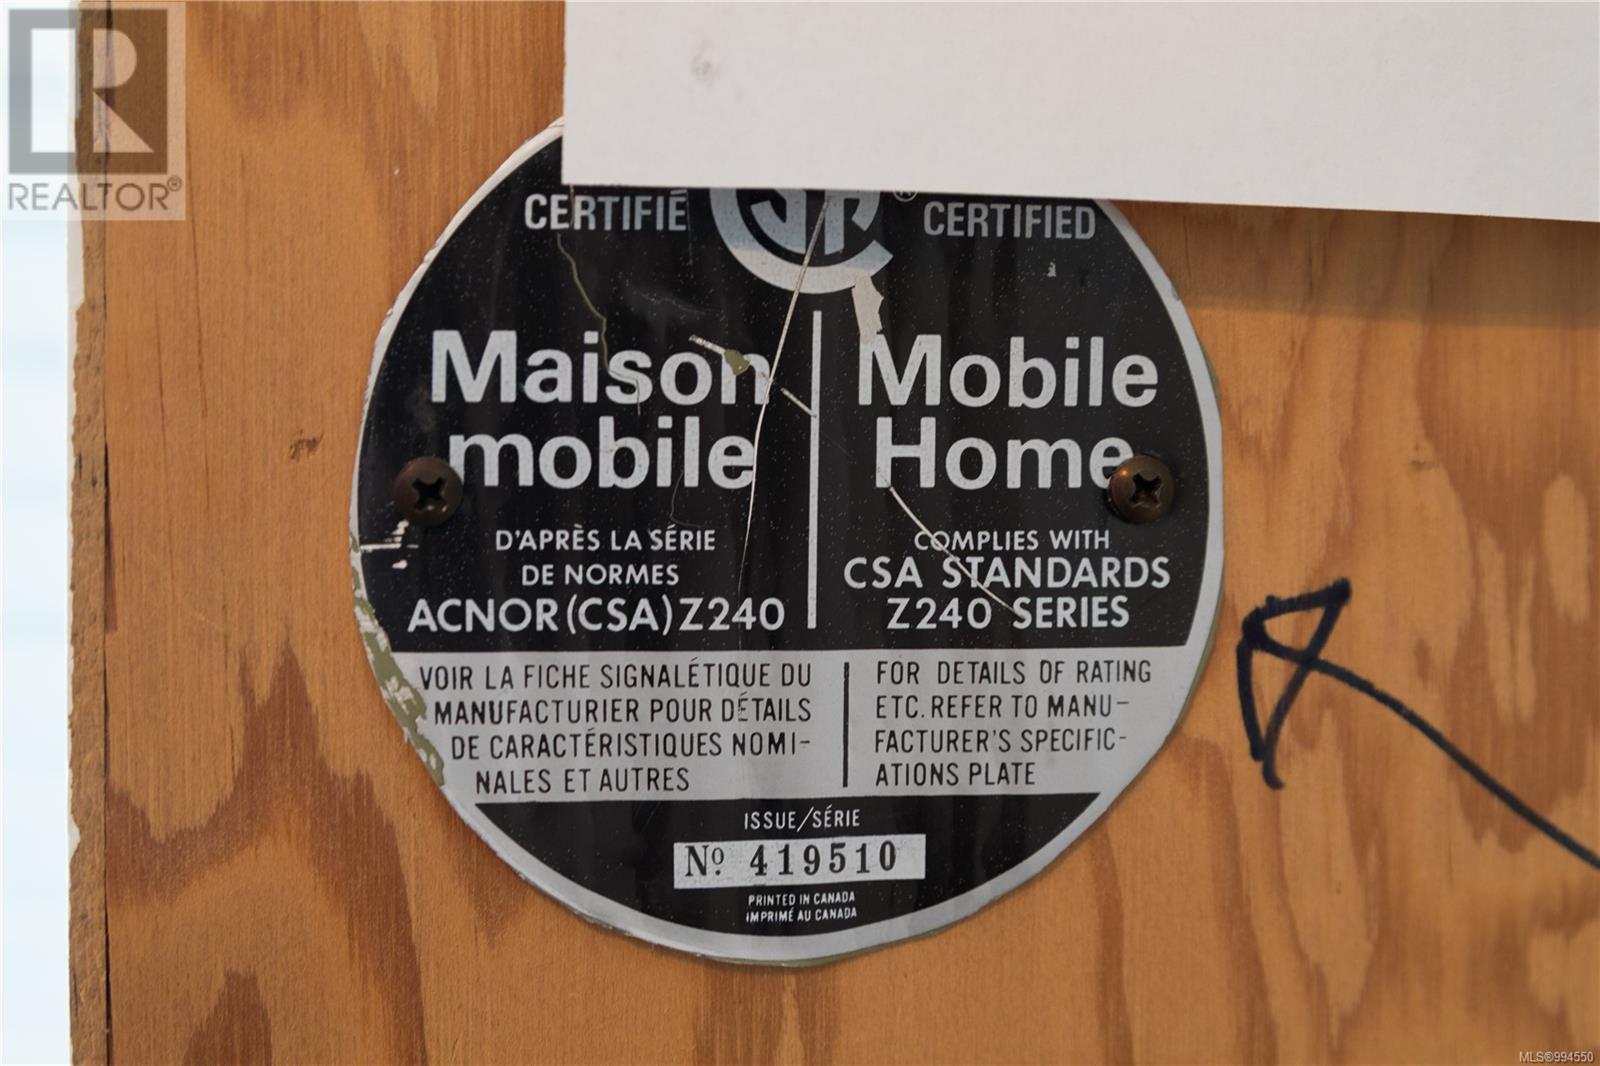 REALTOR®
CERTIFIÉ
CSA®
CERTIFIED
Maison
mobile
D'APRÈS LA SÉRIE
DE NORMES
ACNOR (CSA) Z240
Mobile
Home
COMPLIES WITH
CSA STANDARDS
Z240 SERIES
VOIR LA FICHE SIGNALÉTIQUE DU
MANUFACTURIER POUR DÉTAILS
DE CARACTÉRISTIQUES NOMI-
NALES ET AUTRES
FOR DETAILS OF RATING
ETC. REFER TO MANU-
FACTURER'S SPECIFIC-
ATIONS PLATE
ISSUE/SÉRIE
Nº 419510
PRINTED IN CANADA
IMPRIMÉ AU CANADA
MLS®994550